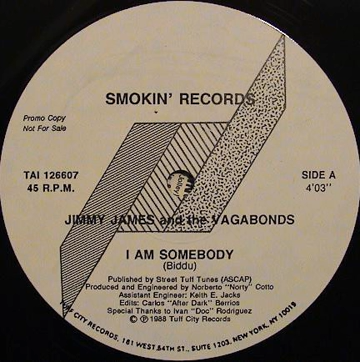 SMOKIN' RECORDS
Promo Copy
Not For Sale
TAI 126607
45 R.P.M.
SIDE A
4'03"
JIMMY JAMES and the VAGABONDS
I AM SOMEBODY
(Biddu)
Published by Street Tuff Tunes (ASCAP)
Produced and Engineered by Norberto "Norty" Cotto
Assistant Engineer: Keith E. Jacks
Edits: Carlos "After Dark" Berrios
Special Thanks to Ivan "Doc" Rodriguez
Ⓒ Ⓟ 1988 Tuff City Records
TUFF CITY RECORDS, 181 WEST 54TH ST., SUITE 1203, NEW YORK, NY 10019